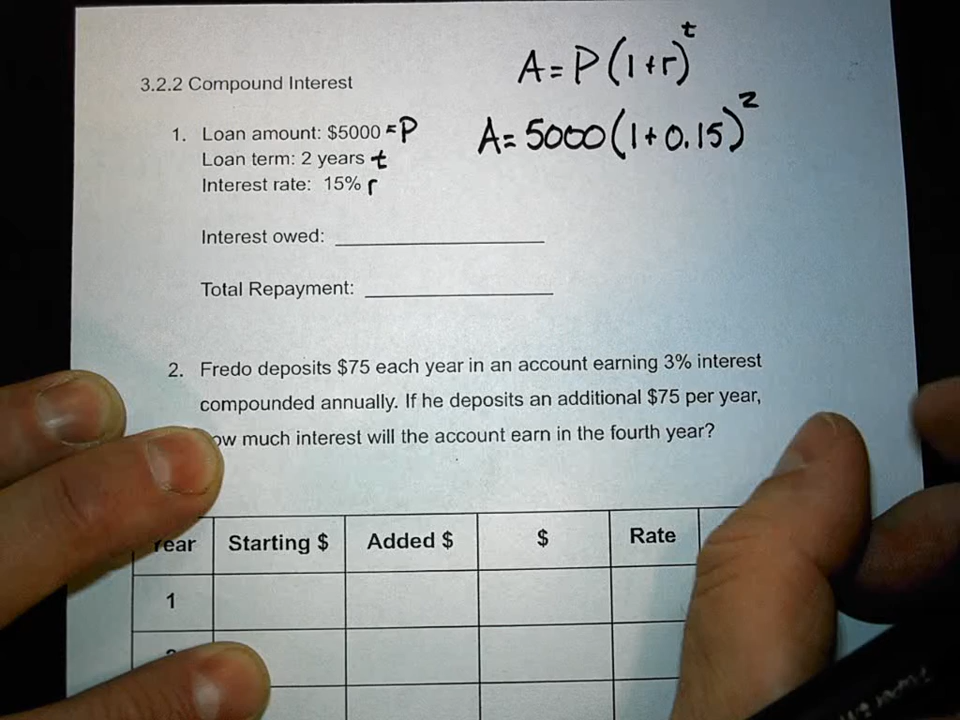 3.2.2 Compound Interest
A = P(1+r)^t
1. Loan amount: $5000 = P
A = 5000(1+0.15)^2
Loan term: 2 years t
Interest rate: 15% r
Interest owed:
Total Repayment:
2. Fredo deposits $75 each year in an account earning 3% interest
compounded annually. If he deposits an additional $75 per year,
much interest will the account earn in the fourth year?
Starting $ Added $ $ Rate
1